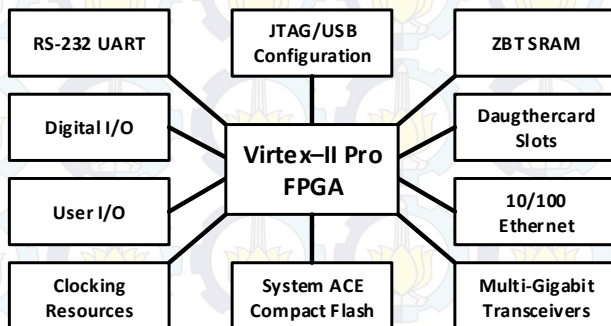 RS-232 UART
JTAG/USB
Configuration
ZBT SRAM
Digital I/O
Daugthercard
Slots
Virtex–II Pro
FPGA
User I/O
10/100
Ethernet
Clocking
Resources
System ACE
Compact Flash
Multi-Gigabit
Transceivers